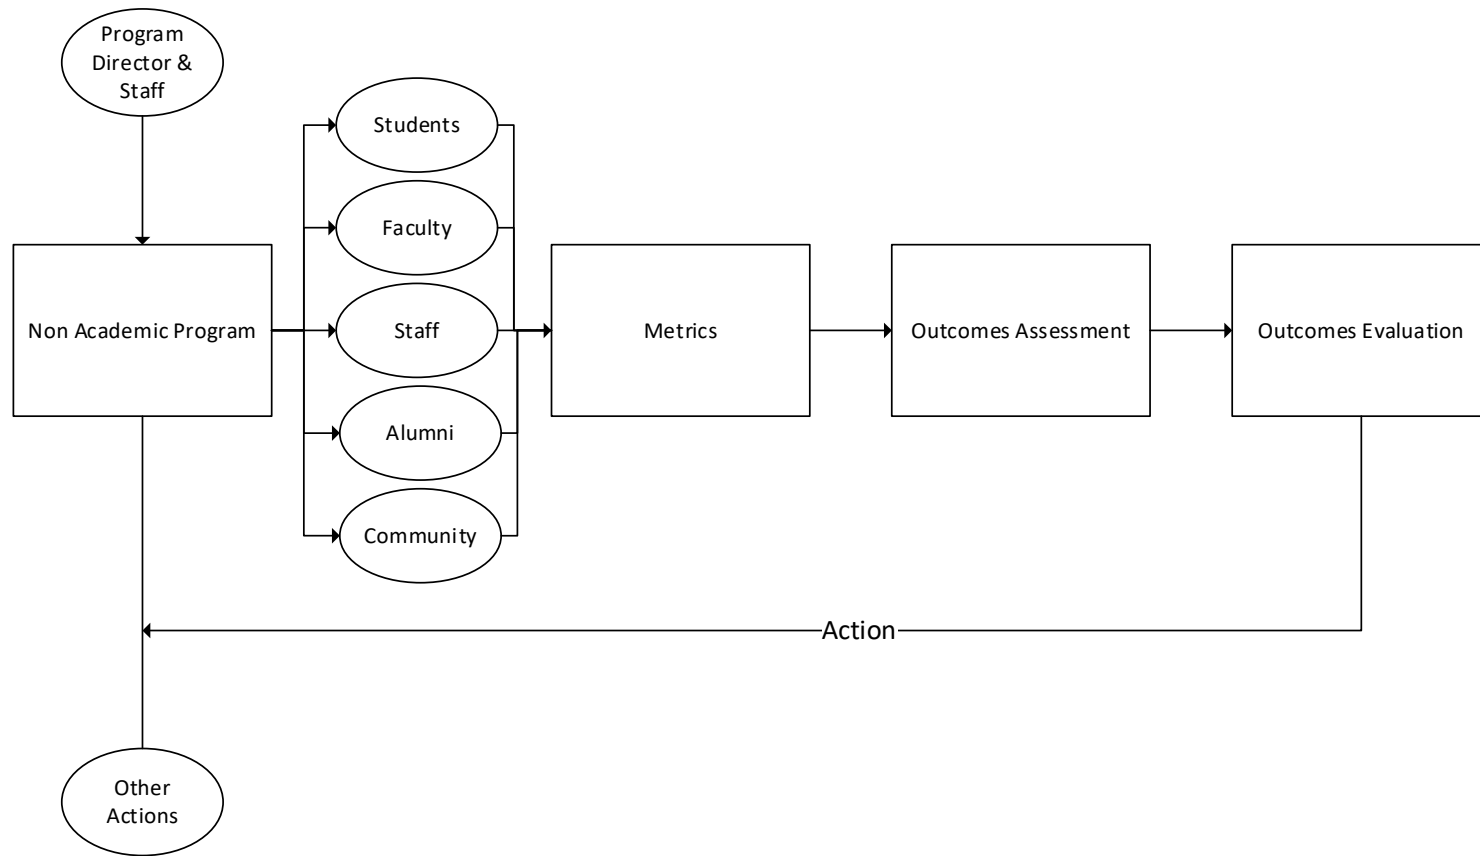 Program
Director &
Staff
Students
Faculty
Non Academic Program
Staff
Metrics
Outcomes Assessment
Outcomes Evaluation
Alumni
Community
Action
Other
Actions